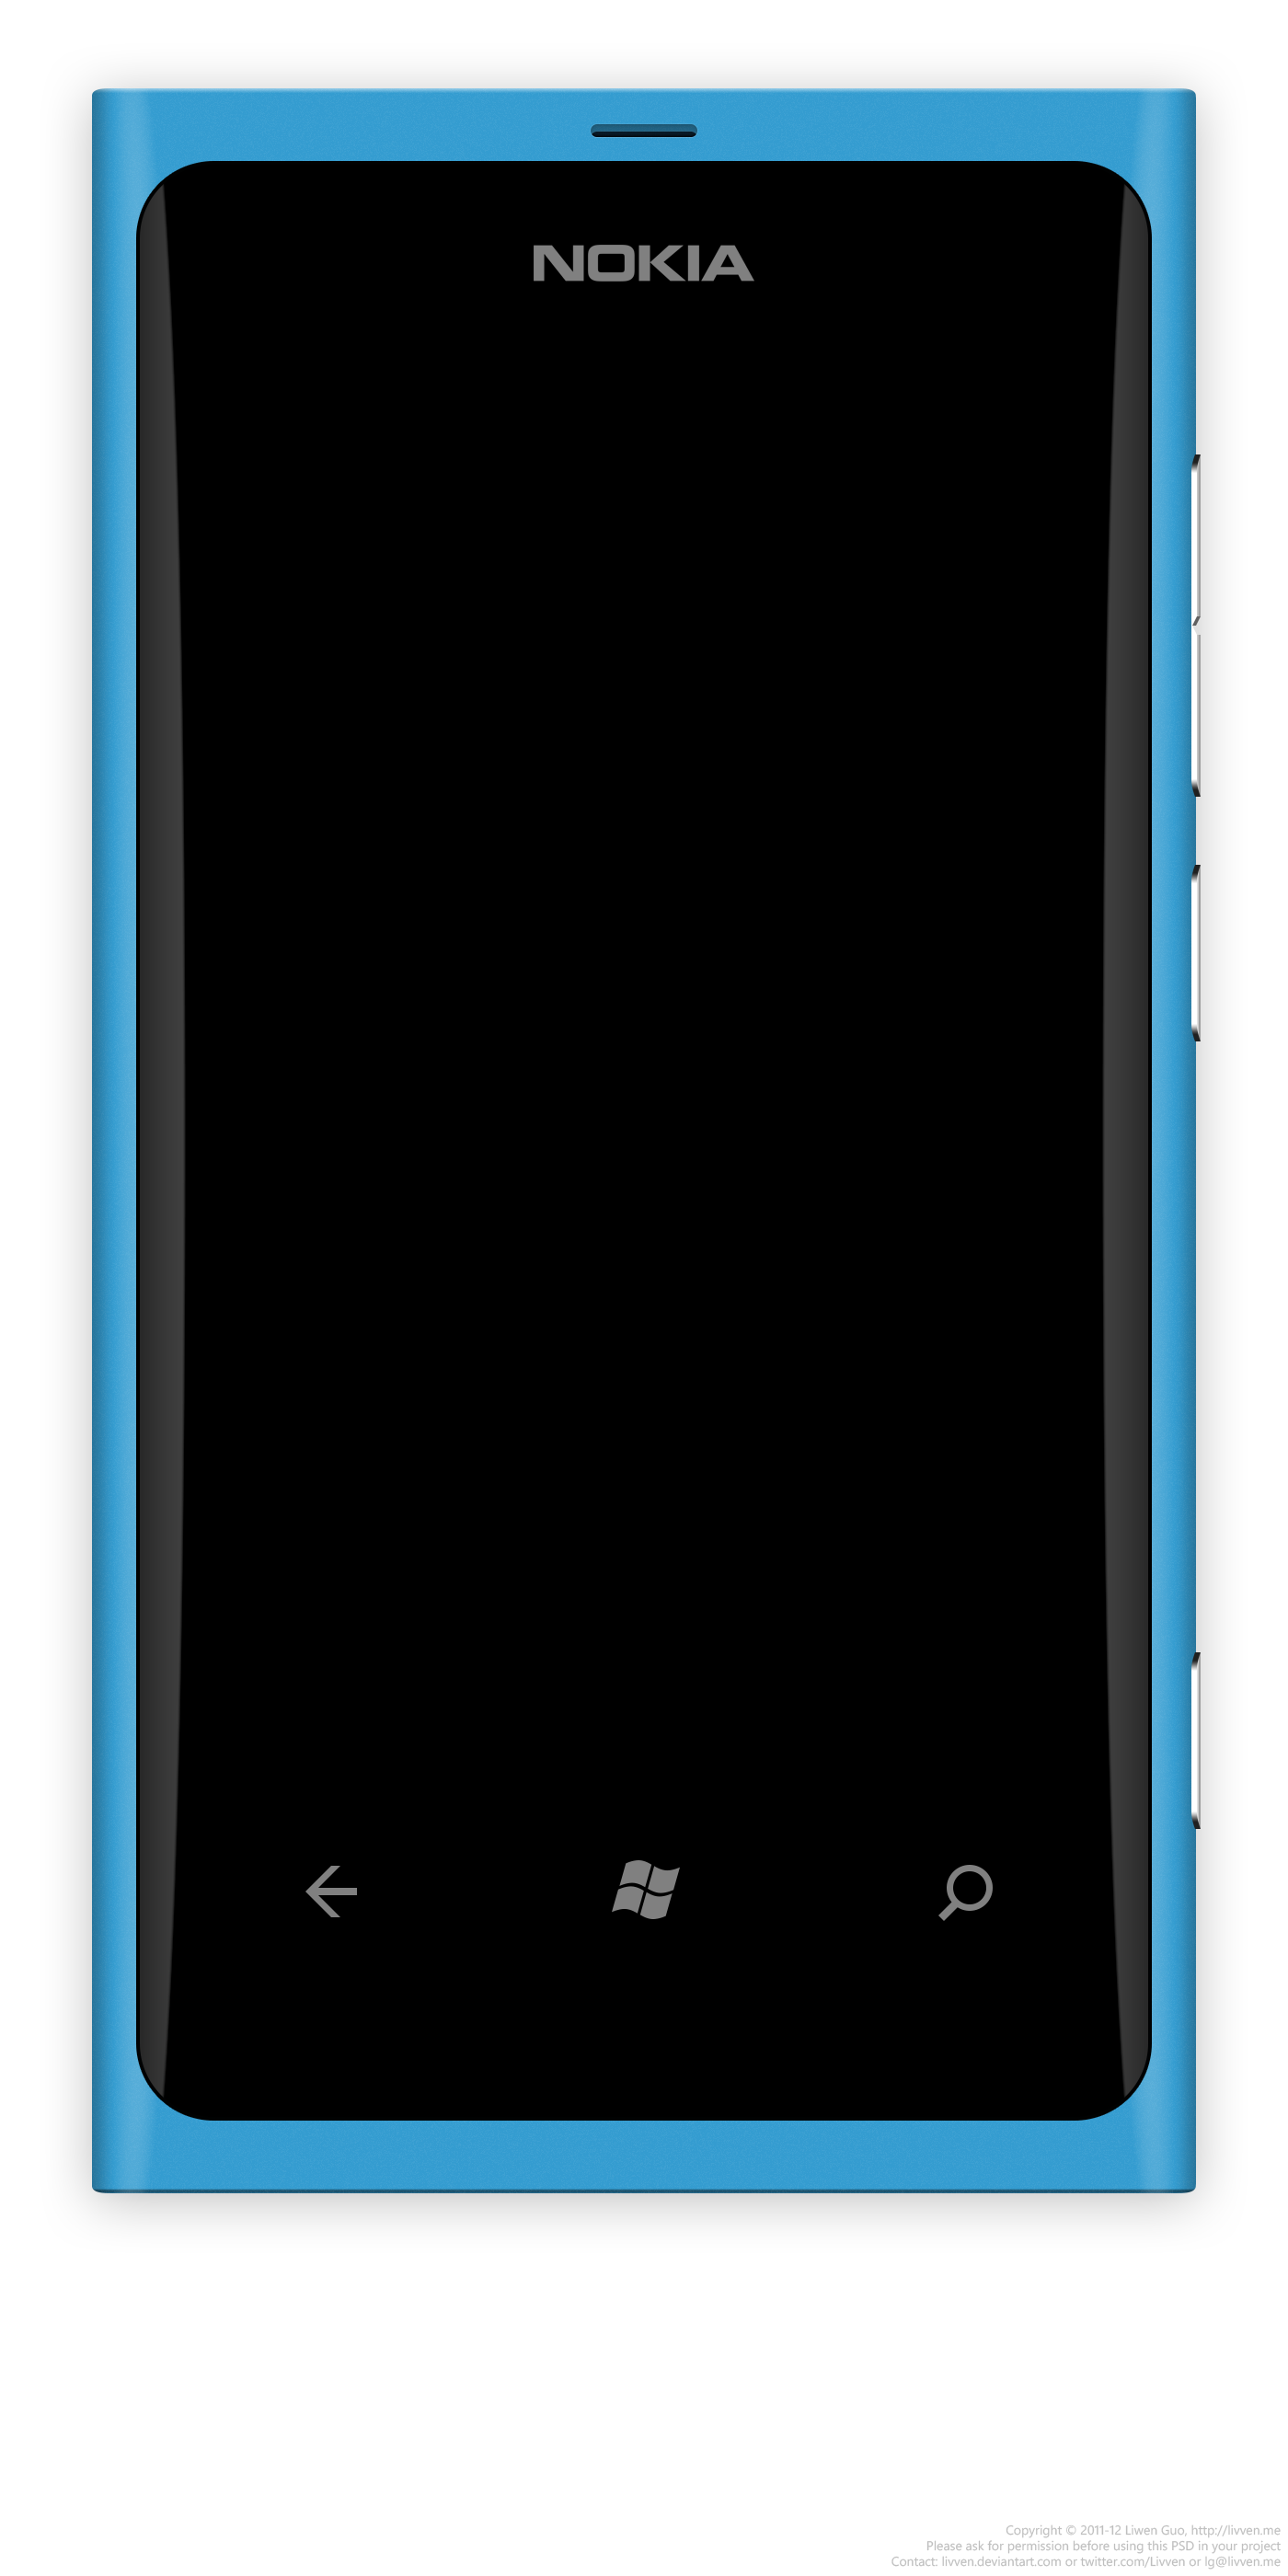 NOKIA
Copyright © 2011-12 Liwen Guo, http://livven.me
Please ask for permission before using this PSD in your project
Contact: livven.deviantart.com or twitter.com/Livven or lg@livven.me